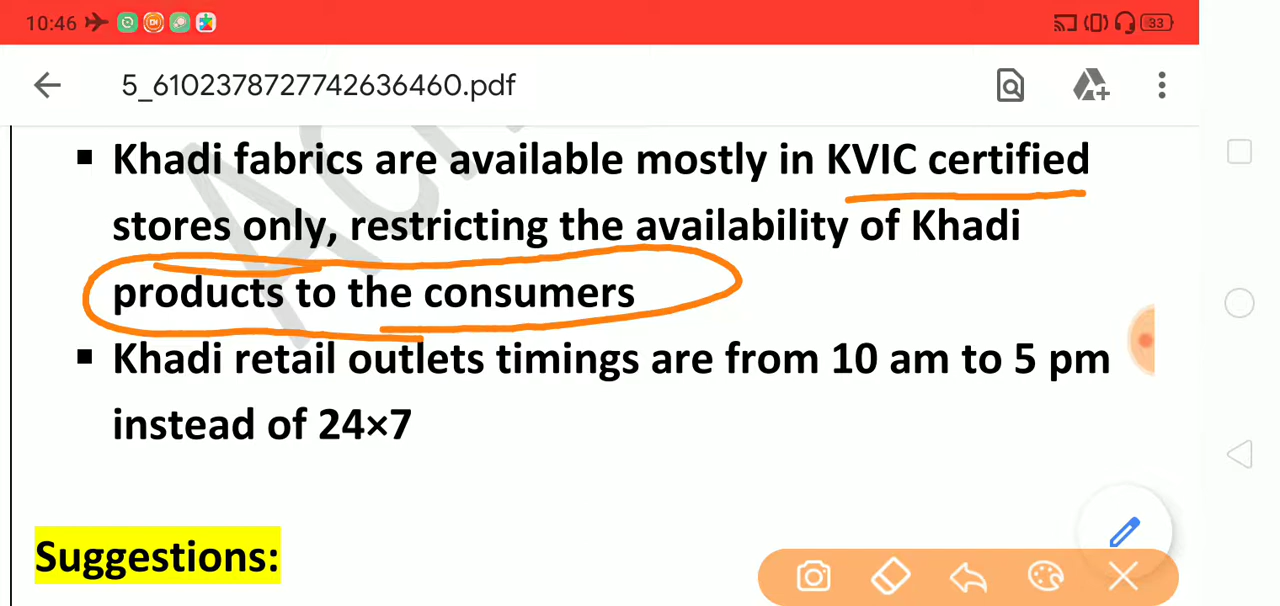 10:46
33
5_6102378727742636460.pdf
▪ Khadi fabrics are available mostly in KVIC certified
stores only, restricting the availability of Khadi
products to the consumers
▪ Khadi retail outlets timings are from 10 am to 5 pm
instead of 24×7
Suggestions: